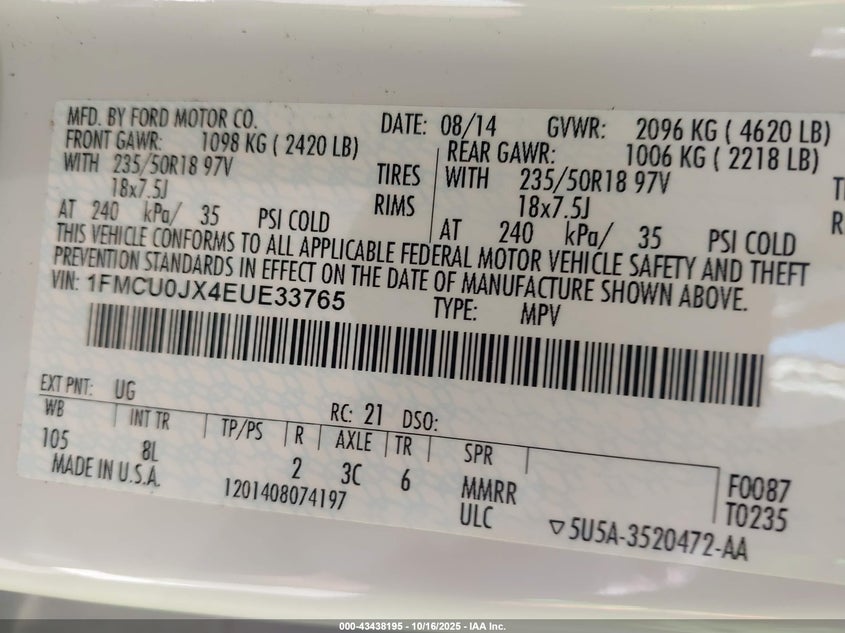 MFD. BY FORD MOTOR CO. DATE: 08/14 GVWR: 2096 KG ( 4620 LB)
FRONT GAWR: 1098 KG ( 2420 LB) REAR GAWR: 1006 KG ( 2218 LB)
WITH 235/50R18 97V TIRES WITH 235/50R18 97V
18x7.5J RIMS 18x7.5J
AT 240 kPa/ 35 PSI COLD AT 240 kPa/ 35 PSI COLD
THIS VEHICLE CONFORMS TO ALL APPLICABLE FEDERAL MOTOR VEHICLE SAFETY AND THEFT
PREVENTION STANDARDS IN EFFECT ON THE DATE OF MANUFACTURE SHOWN ABOVE.
VIN: 1FMCU0JX4EUE33765 TYPE: MPV
EXT PNT: UG RC: 21 DSO:
WB INT TR TP/PS R AXLE TR SPR
105 8L 2 3C 6 MMRR F0087
MADE IN U.S.A. 1201408074197 ULC T0235
▽5U5A-3520472-AA
000-43438195 - 10/16/2025 - IAA Inc.